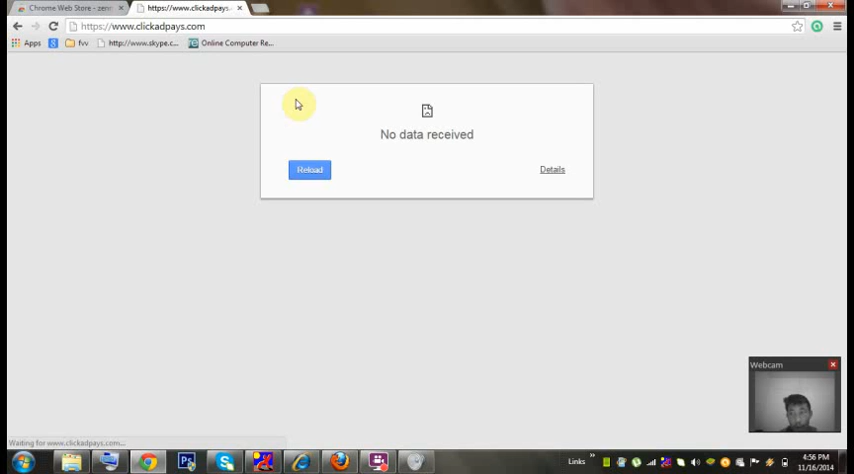 Chrome Web Store - zenm
https://www.clickadpays.c
https://www.clickadpays.com
Apps
fvv
http://www.skype.c...
Online Computer Re...
No data received
Reload
Details
Webcam
Waiting for www.clickadpays.com...
Links
4:56 PM
11/16/2014